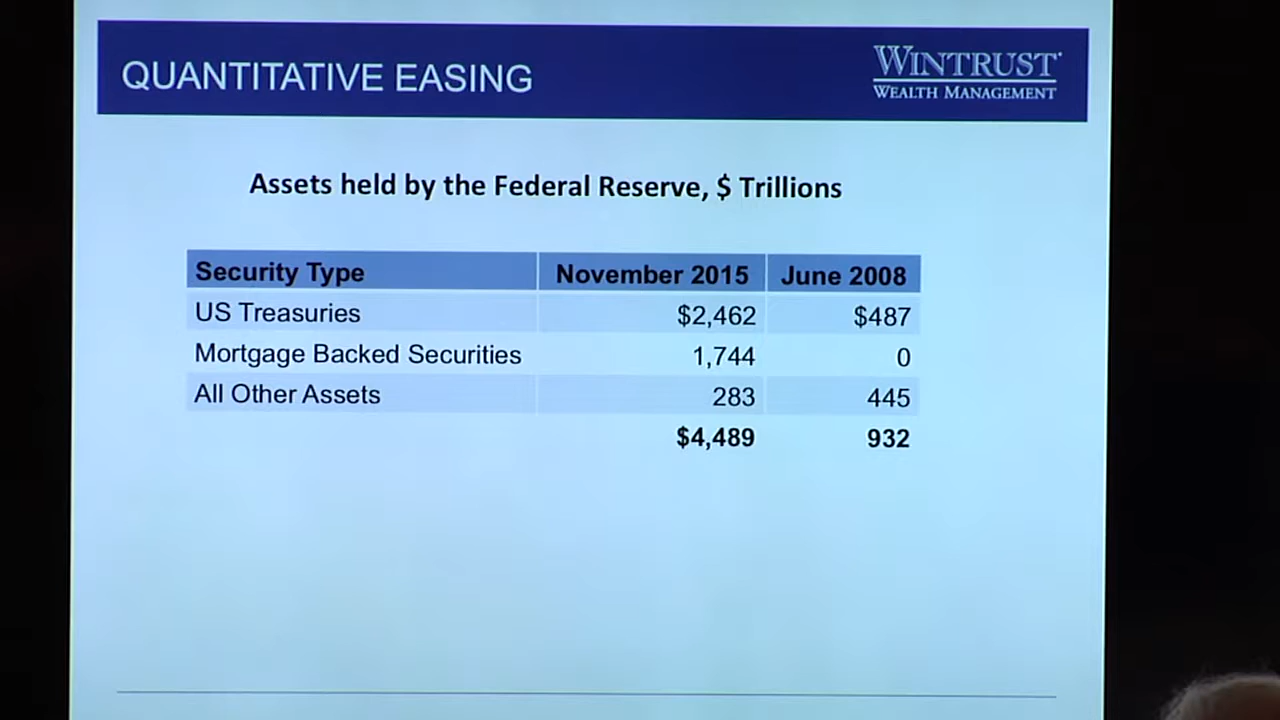 QUANTITATIVE EASING
WINTRUST
WEALTH MANAGEMENT
Assets held by the Federal Reserve, $ Trillions
Security Type November 2015 June 2008
US Treasuries $2,462 $487
Mortgage Backed Securities 1,744 0
All Other Assets 283 445
$4,489 932